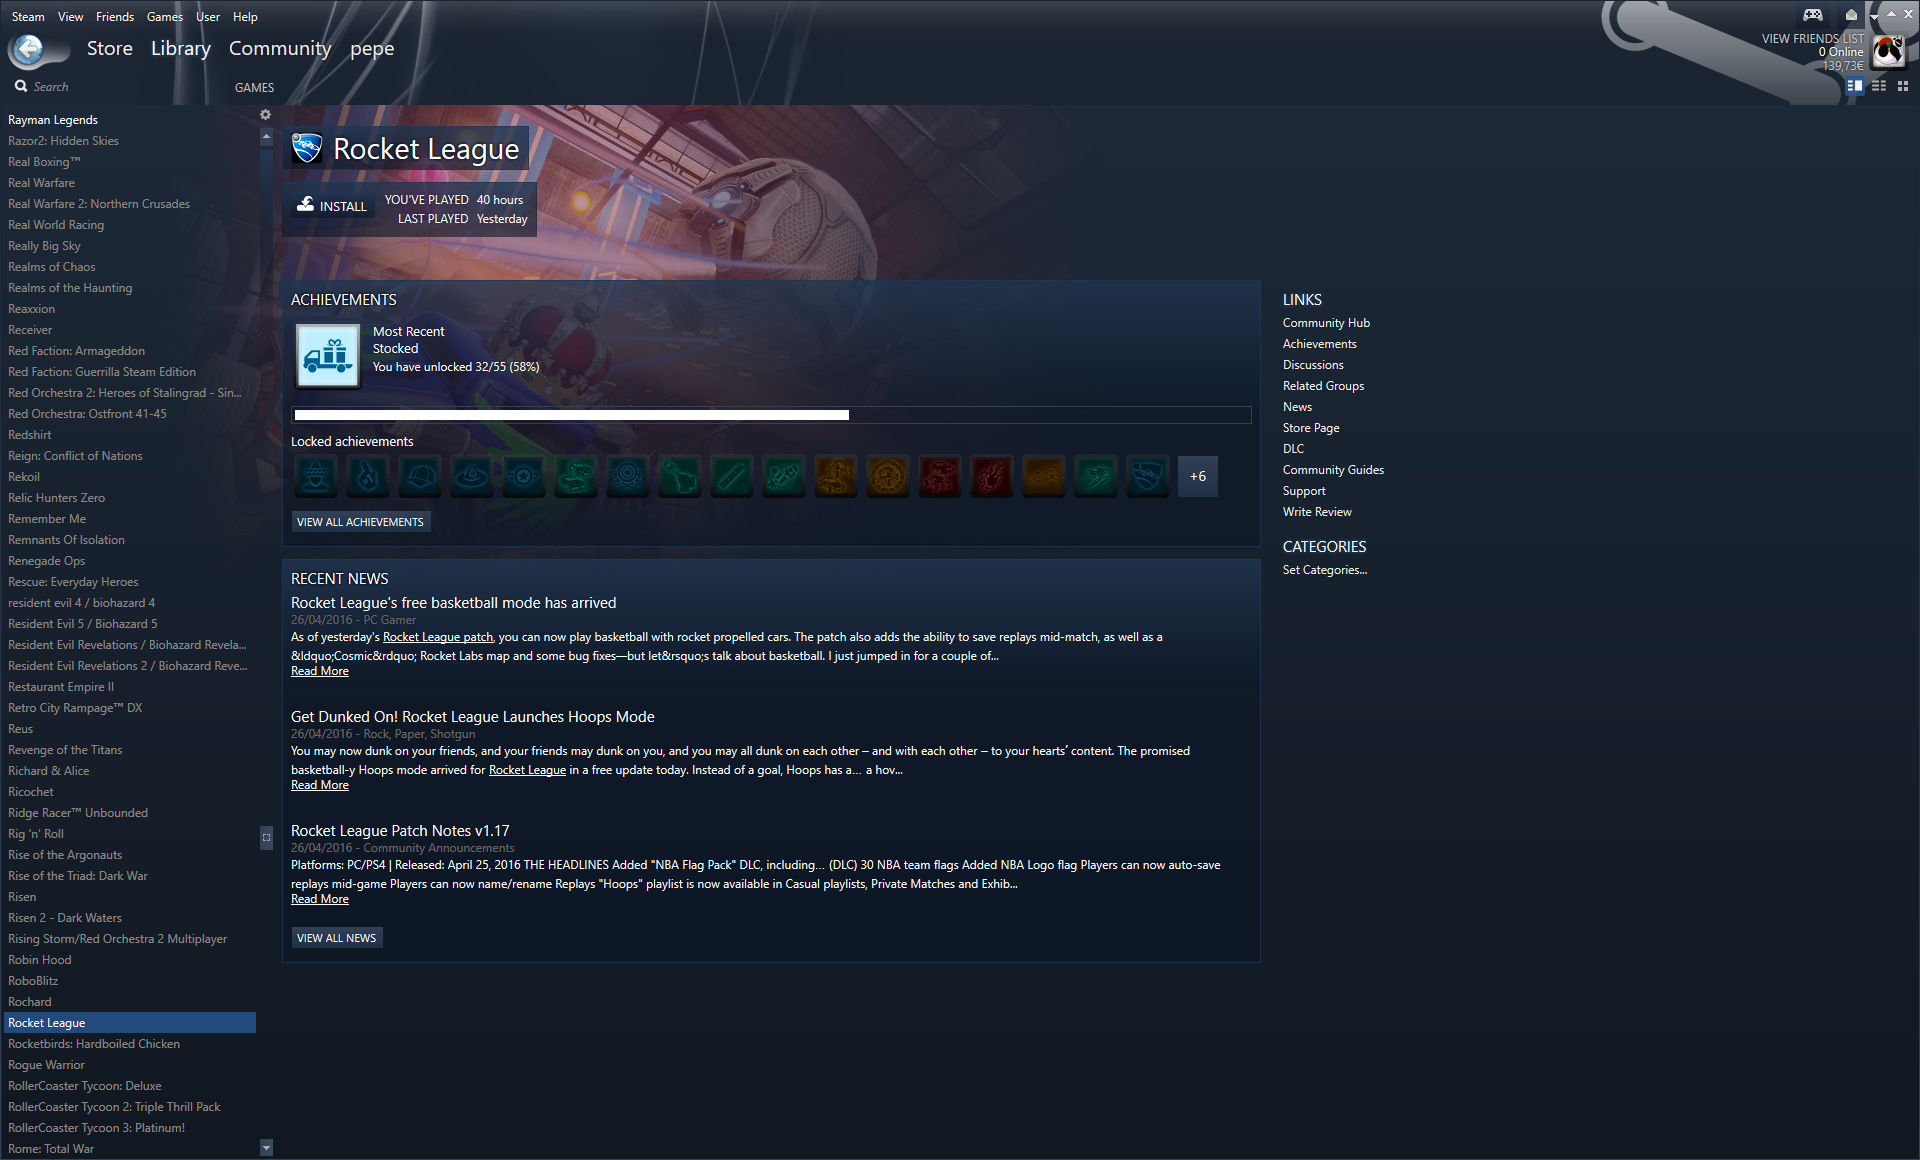 Steam View Friends Games User Help
Store Library Community pepe
VIEW FRIENDS LIST
0 Online
139,73€
Search
GAMES
Rayman Legends
Razor2: Hidden Skies
Real Boxing™
Real Warfare
Real Warfare 2: Northern Crusades
Real World Racing
Really Big Sky
Realms of Chaos
Realms of the Haunting
Reaxxion
Receiver
Red Faction: Armageddon
Red Faction: Guerrilla Steam Edition
Red Orchestra 2: Heroes of Stalingrad - Sin...
Red Orchestra: Ostfront 41-45
Redshirt
Reign: Conflict of Nations
Rekoil
Relic Hunters Zero
Remember Me
Remnants Of Isolation
Renegade Ops
Rescue: Everyday Heroes
resident evil 4 / biohazard 4
Resident Evil 5 / Biohazard 5
Resident Evil Revelations / Biohazard Revela...
Resident Evil Revelations 2 / Biohazard Reve...
Restaurant Empire II
Retro City Rampage™ DX
Reus
Revenge of the Titans
Richard & Alice
Ricochet
Ridge Racer™ Unbounded
Rig 'n' Roll
Rise of the Argonauts
Rise of the Triad: Dark War
Risen
Risen 2 - Dark Waters
Rising Storm/Red Orchestra 2 Multiplayer
Robin Hood
RoboBlitz
Rochard
Rocket League
Rocketbirds: Hardboiled Chicken
Rogue Warrior
RollerCoaster Tycoon: Deluxe
RollerCoaster Tycoon 2: Triple Thrill Pack
RollerCoaster Tycoon 3: Platinum!
Rome: Total War
Rocket League
INSTALL
YOU'VE PLAYED 40 hours
LAST PLAYED Yesterday
ACHIEVEMENTS
Most Recent
Stocked
You have unlocked 32/55 (58%)
Locked achievements
+6
VIEW ALL ACHIEVEMENTS
RECENT NEWS
Rocket League's free basketball mode has arrived
26/04/2016 - PC Gamer
As of yesterday's Rocket League patch, you can now play basketball with rocket propelled cars. The patch also adds the ability to save replays mid-match, as well as a
&ldquo;Cosmic&rdquo; Rocket Labs map and some bug fixes—but let&rsquo;s talk about basketball. I just jumped in for a couple of...
Read More
Get Dunked On! Rocket League Launches Hoops Mode
26/04/2016 - Rock, Paper, Shotgun
You may now dunk on your friends, and your friends may dunk on you, and you may all dunk on each other – and with each other – to your hearts’ content. The promised
basketball-y Hoops mode arrived for Rocket League in a free update today. Instead of a goal, Hoops has a… a hov...
Read More
Rocket League Patch Notes v1.17
26/04/2016 - Community Announcements
Platforms: PC/PS4 | Released: April 25, 2016 THE HEADLINES Added "NBA Flag Pack" DLC, including… (DLC) 30 NBA team flags Added NBA Logo flag Players can now auto-save
replays mid-game Players can now name/rename Replays "Hoops" playlist is now available in Casual playlists, Private Matches and Exhib...
Read More
VIEW ALL NEWS
LINKS
Community Hub
Achievements
Discussions
Related Groups
News
Store Page
DLC
Community Guides
Support
Write Review
CATEGORIES
Set Categories...